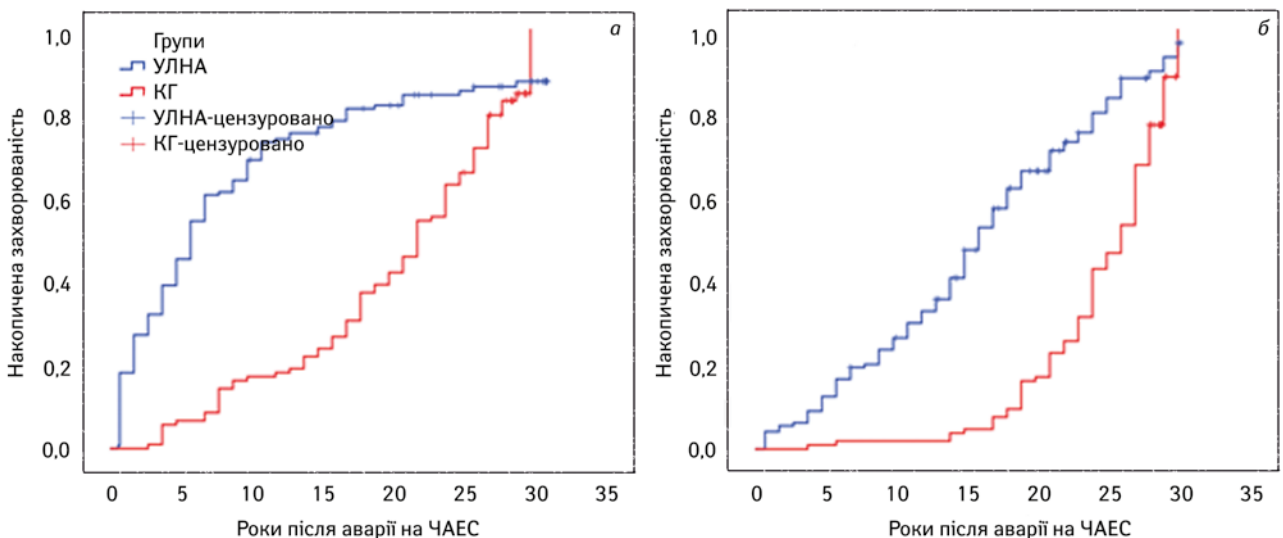 а
1,0
0,8
0,6
0,4
0,2
0,0
Групи
УЛНА
КГ
УЛНА-цензуровано
КГ-цензуровано
Накопичена захворюваність
0 5 10 15 20 25 30 35
Роки після аварії на ЧАЕС
б
1,0
0,8
0,6
0,4
0,2
0,0
Накопичена захворюваність
0 5 10 15 20 25 30 35
Роки після аварії на ЧАЕС